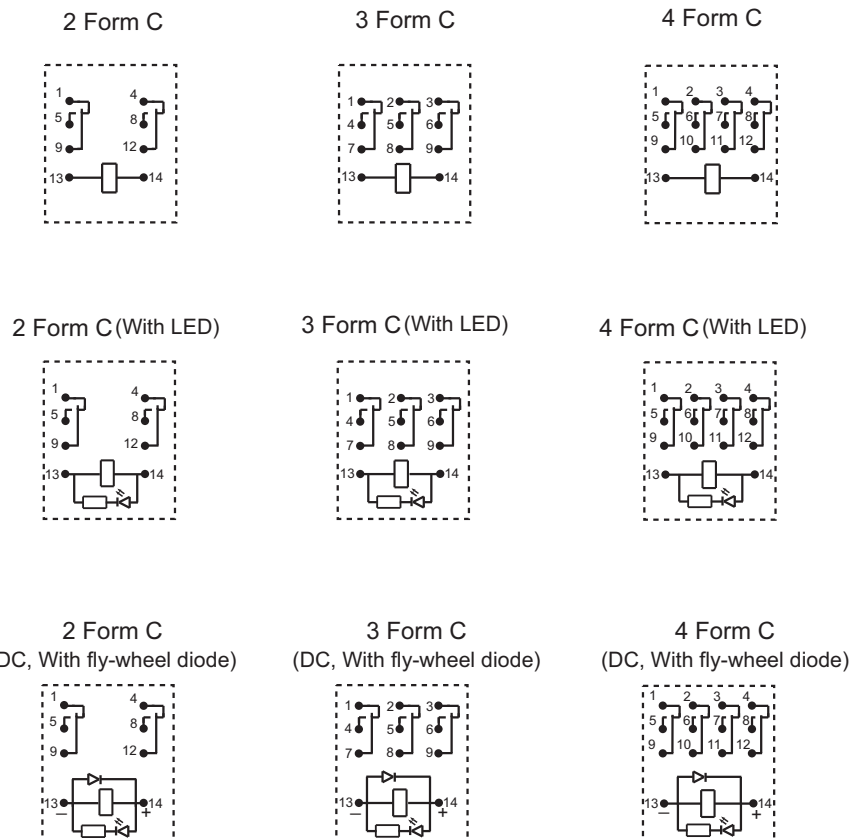 2 Form C 3 Form C 4 Form C
1 4 1 2 3 1 2 3 4
5 8 4 5 6 5 6 7 8
9 12 7 8 9 9 10 11 12
13 14 13 14 13 14
2 Form C (With LED) 3 Form C (With LED) 4 Form C (With LED)
1 4 1 2 3 1 2 3 4
5 8 4 5 6 5 6 7 8
9 12 7 8 9 9 10 11 12
13 14 13 14 13 14
2 Form C 3 Form C 4 Form C
DC, With fly-wheel diode) (DC, With fly-wheel diode) (DC, With fly-wheel diode)
1 4 1 2 3 1 2 3 4
5 8 4 5 6 5 6 7 8
9 12 7 8 9 9 10 11 12
13 14 13 14 13 14
– + – + – +